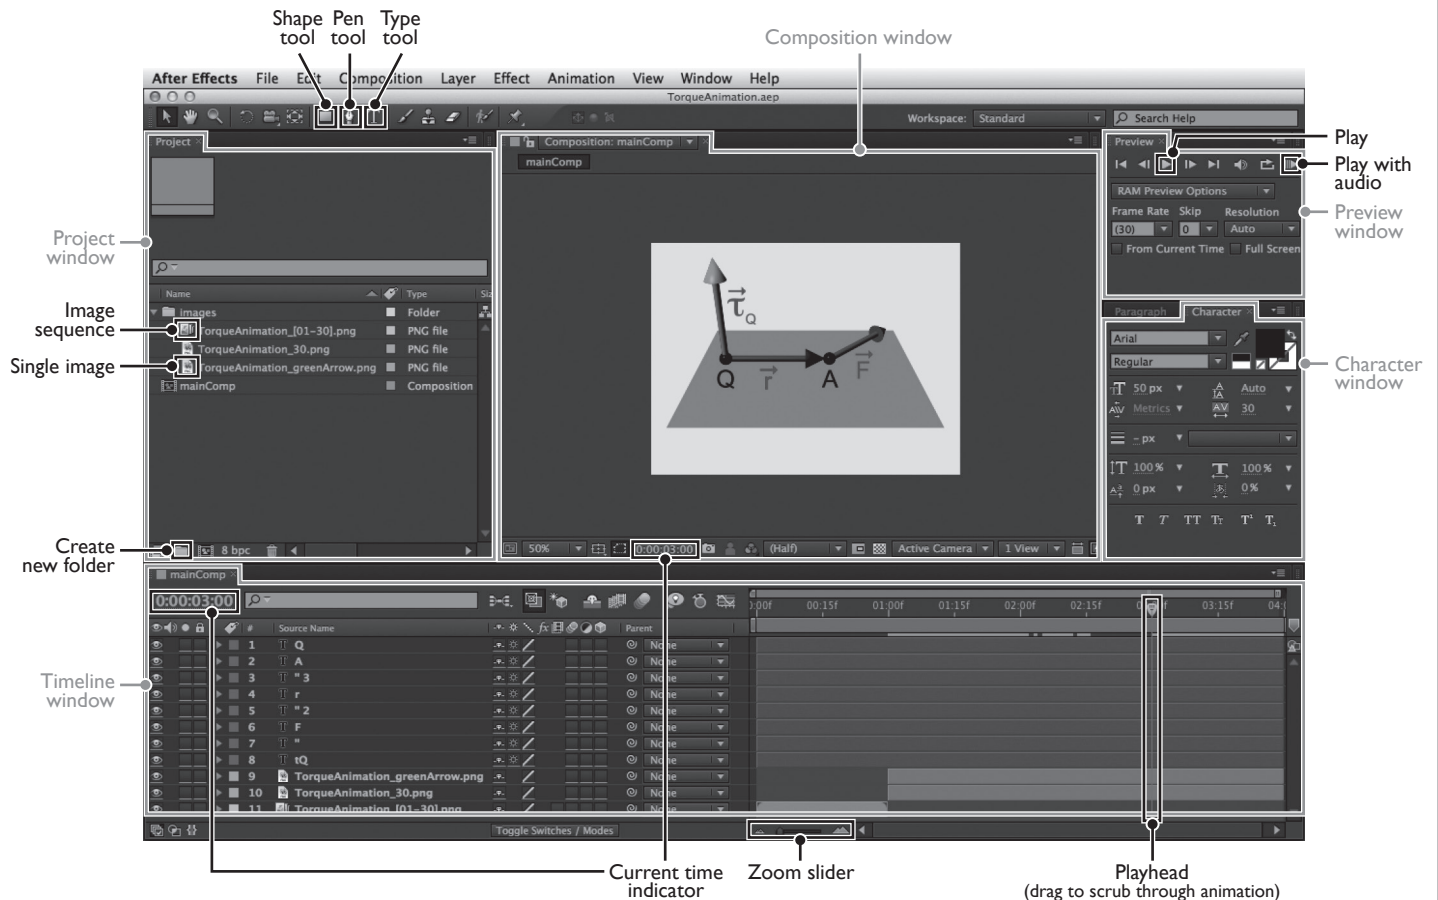 Shape tool
Pen tool
Type tool
Composition window
After Effects File Edit Composition Layer Effect Animation View Window Help
TorqueAnimation.aep
Workspace: Standard
Search Help
Project
Composition: mainComp
mainComp
Preview
Play
Play with audio
RAM Preview Options
Frame Rate Skip Resolution
(30) 0 Auto
From Current Time Full Screen
Preview window
Project window
Name Type
images Folder
TorqueAnimation_[01-30].png PNG file
TorqueAnimation_30.png PNG file
TorqueAnimation_greenArrow.png PNG file
mainComp Composition
Image sequence
Single image
τ Q
Q r A F
Paragraph Character
Arial
Regular
Character window
50 px Auto
Metrics 30
- px
100 % 100 %
0 px 0 %
T T TT Tt T¹ T₁
Create new folder
8 bpc
50% 0:00:03:00 (Half) Active Camera 1 View
mainComp
0:00:03:00
00:15f 01:00f 01:15f 02:00f 02:15f 03:15f
# Source Name Parent
1 T Q None
2 T A None
3 T " 3 None
4 T r None
5 T " 2 None
6 T F None
7 T " None
8 T tQ None
9 TorqueAnimation_greenArrow.png None
10 TorqueAnimation_30.png None
11 TorqueAnimation_[01-30].png None
Timeline window
Toggle Switches / Modes
Current time indicator
Zoom slider
Playhead
(drag to scrub through animation)